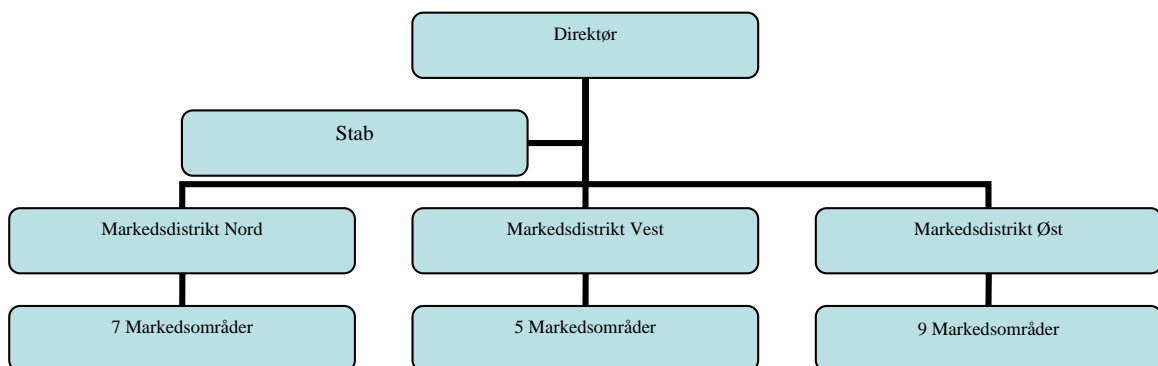 Direktør
Stab
Markedsdistrikt Nord
Markedsdistrikt Vest
Markedsdistrikt Øst
7 Markedsområder
5 Markedsområder
9 Markedsområder